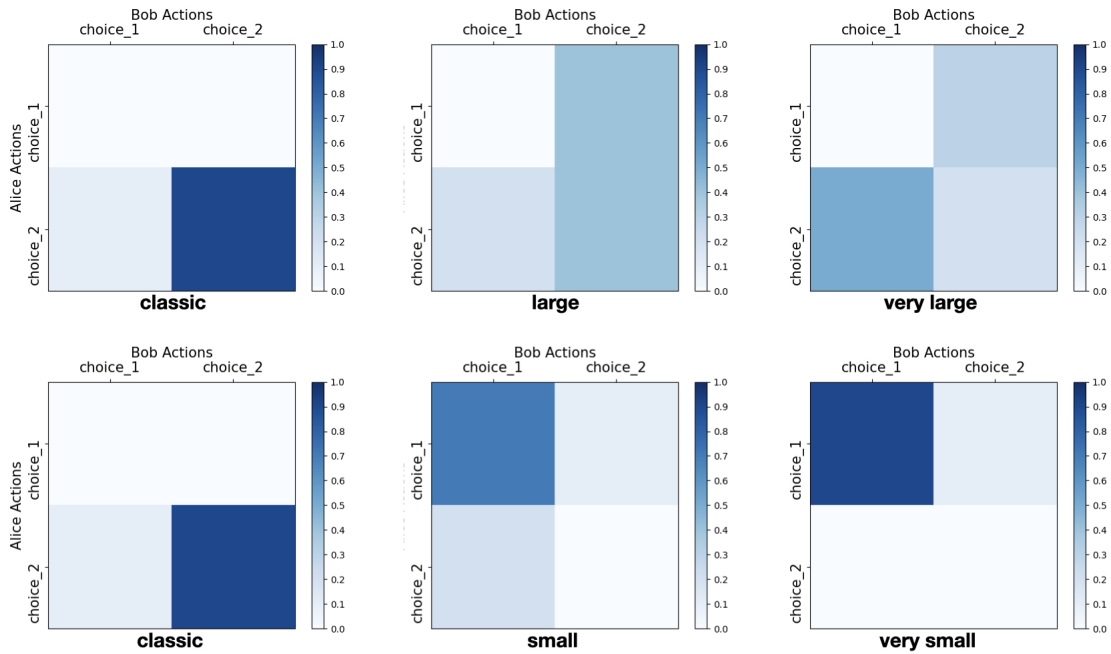 Bob Actions
choice_1 choice_2
Alice Actions
choice_1
choice_2
1.0
0.9
0.8
0.7
0.6
0.5
0.4
0.3
0.2
0.1
0.0
classic
Bob Actions
choice_1 choice_2
choice_1
choice_2
1.0
0.9
0.8
0.7
0.6
0.5
0.4
0.3
0.2
0.1
0.0
large
Bob Actions
choice_1 choice_2
choice_1
choice_2
1.0
0.9
0.8
0.7
0.6
0.5
0.4
0.3
0.2
0.1
0.0
very large
Bob Actions
choice_1 choice_2
Alice Actions
choice_1
choice_2
1.0
0.9
0.8
0.7
0.6
0.5
0.4
0.3
0.2
0.1
0.0
classic
Bob Actions
choice_1 choice_2
choice_1
choice_2
1.0
0.9
0.8
0.7
0.6
0.5
0.4
0.3
0.2
0.1
0.0
small
Bob Actions
choice_1 choice_2
choice_1
choice_2
1.0
0.9
0.8
0.7
0.6
0.5
0.4
0.3
0.2
0.1
0.0
very small